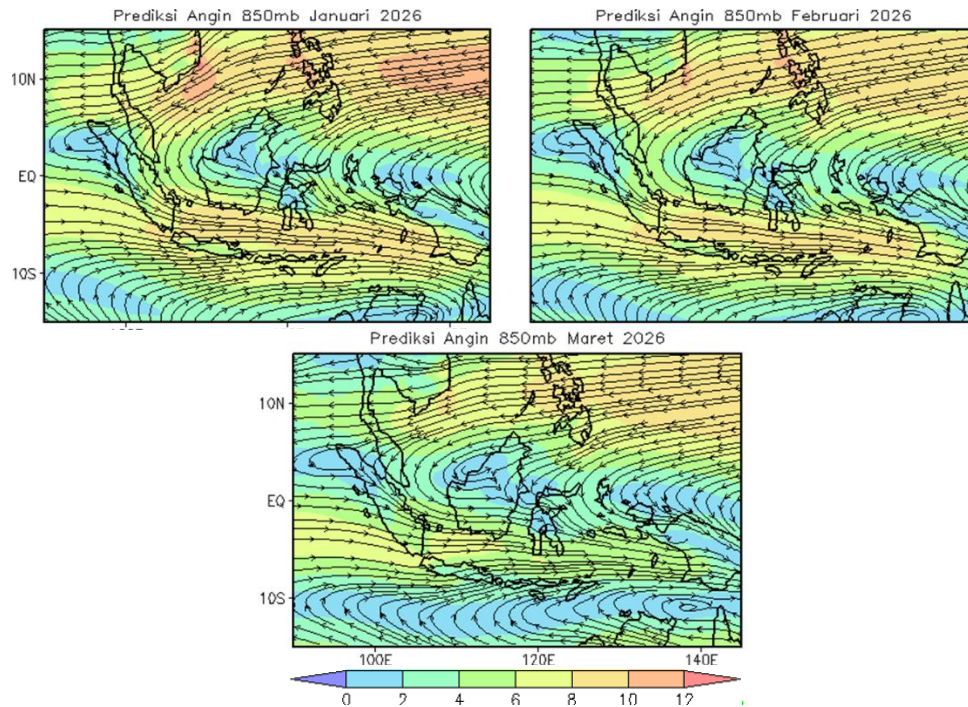 Prediksi Angin 850mb Januari 2026
Prediksi Angin 850mb Februari 2026
10N
EQ
10S
Prediksi Angin 850mb Maret 2026
10N
EQ
10S
100E 120E 140E
0 2 4 6 8 10 12